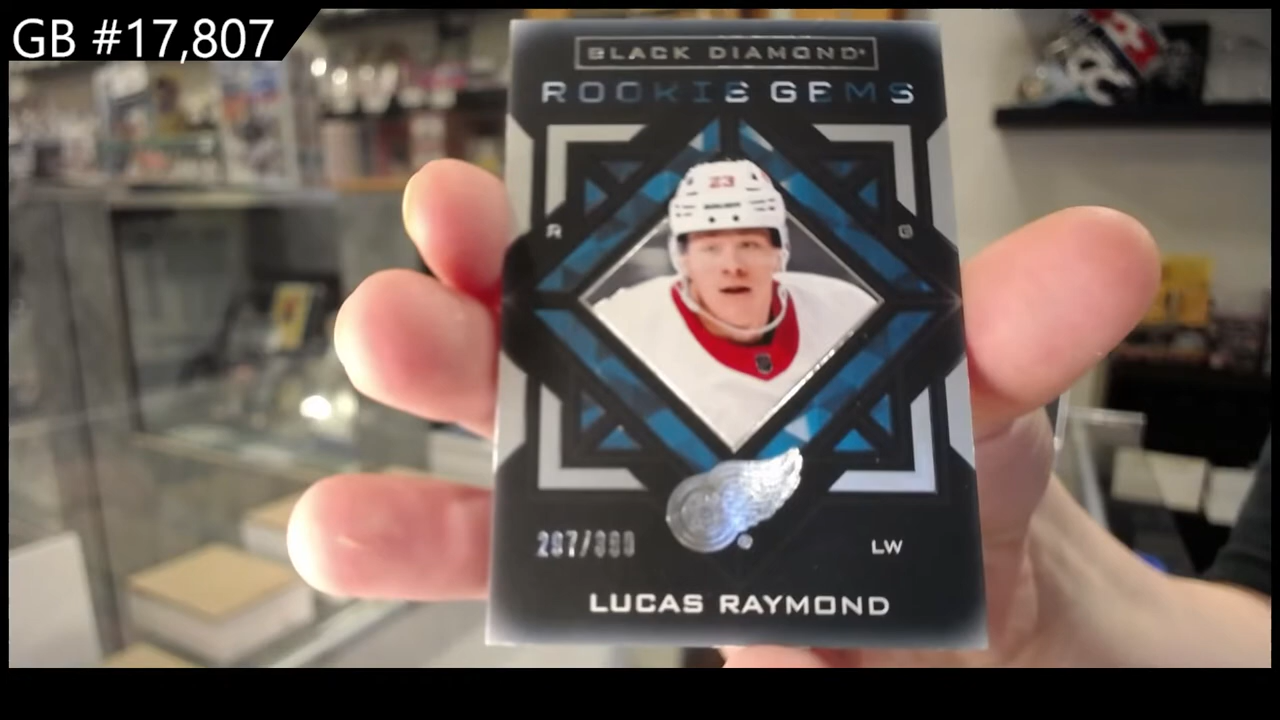 GB #17,807
BLACK DIAMOND
ROOKIE GEMS
23
R G
LW
LUCAS RAYMOND